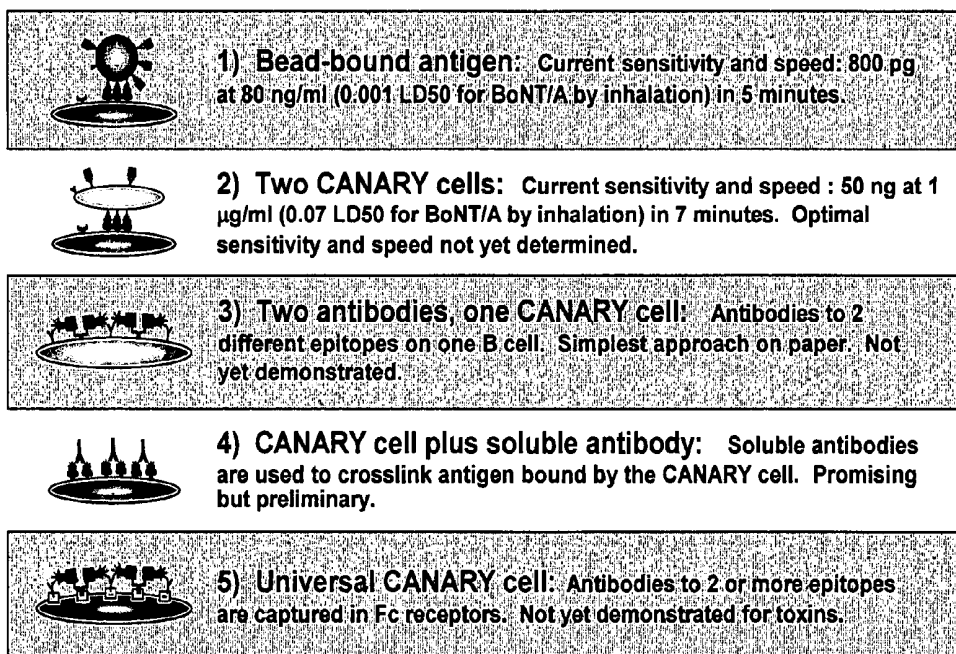 1) Bead-bound antigen: Current sensitivity and speed: 800 pg
at 80 ng/ml (0.001 LD50 for BoNT/A by inhalation) in 5 minutes.
2) Two CANARY cells: Current sensitivity and speed : 50 ng at 1
µg/ml (0.07 LD50 for BoNT/A by inhalation) in 7 minutes. Optimal
sensitivity and speed not yet determined.
3) Two antibodies, one CANARY cell: Antibodies to 2
different epitopes on one B cell. Simplest approach on paper. Not
yet demonstrated.
4) CANARY cell plus soluble antibody: Soluble antibodies
are used to crosslink antigen bound by the CANARY cell. Promising
but preliminary.
5) Universal CANARY cell: Antibodies to 2 or more epitopes
are captured in Fc receptors. Not yet demonstrated for toxins.